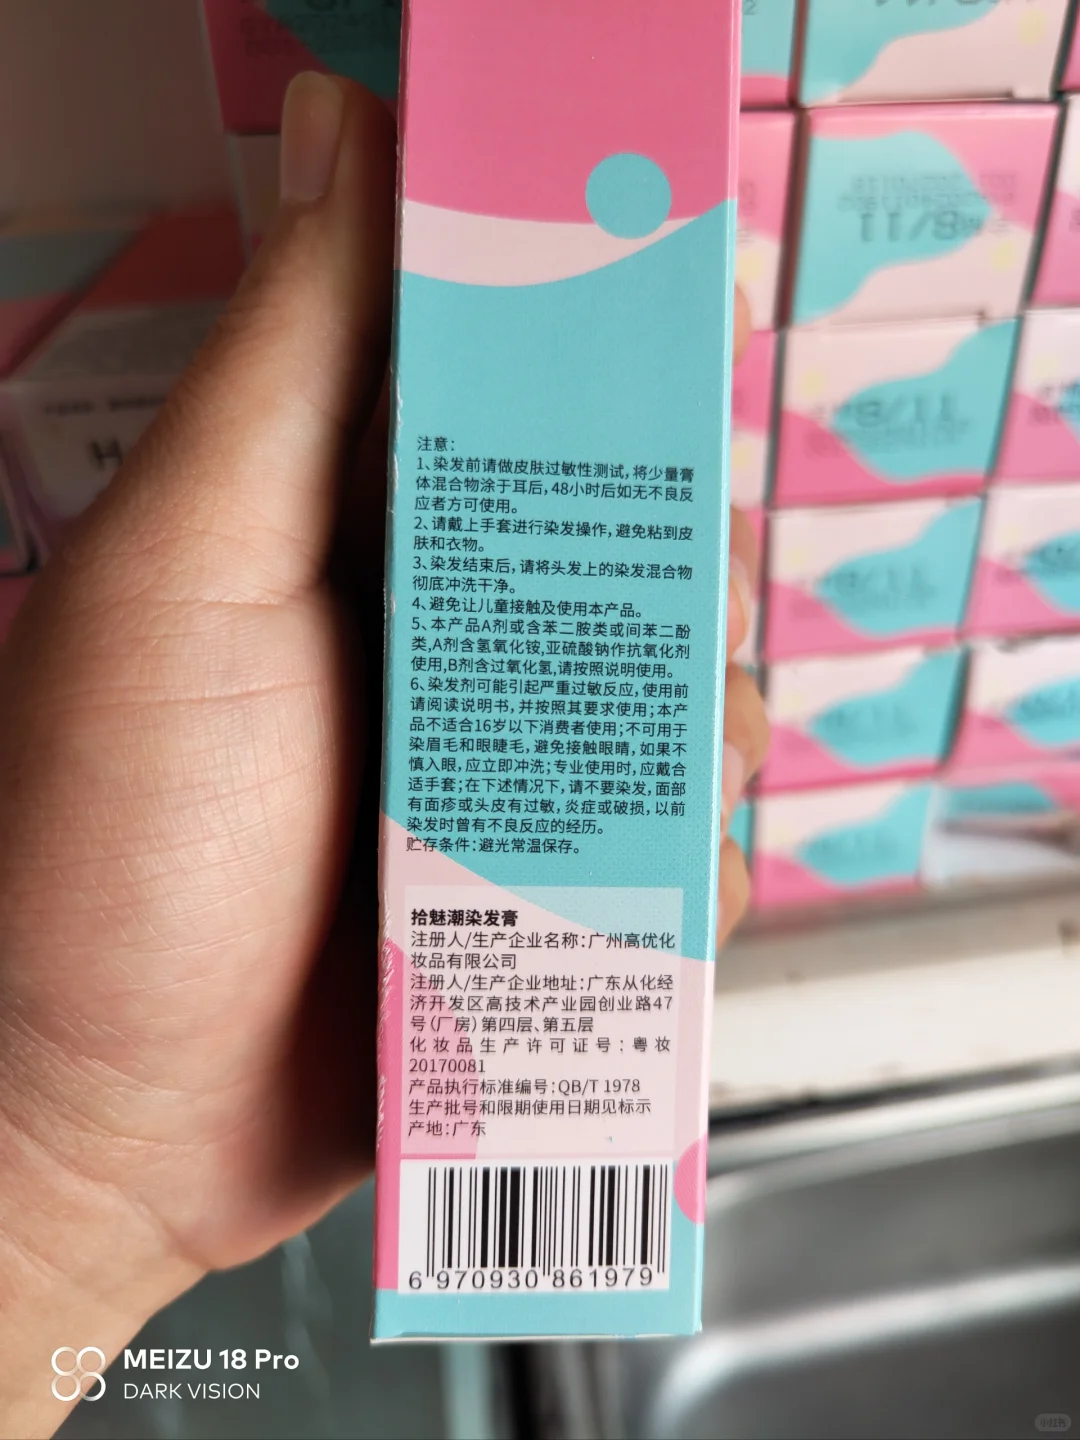 注意：
1、染发前请做皮肤过敏性测试，将少量膏
体混合物涂于耳后，48小时后如无不良反
应者方可使用。
2、请戴上手套进行染发操作，避免粘到皮
肤和衣物。
3、染发结束后，请将头发上的染发混合物
彻底冲洗干净。
4、避免让儿童接触及使用本产品。
5、本产品A剂或含苯二胺类或间苯二酚
类，A剂含氢氧化铵，亚硫酸钠作抗氧化剂
使用，B剂含过氧化氢，请按照说明使用。
6、染发剂可能引起严重过敏反应，使用前
请阅读说明书，并按照其要求使用；本产
品不适合16岁以下消费者使用；不可用于
染眉毛和眼睫毛，避免接触眼睛，如果不
慎入眼，应立即冲洗；专业使用时，应戴合
适手套；在下述情况下，请不要染发，面部
有面疹或头皮有过敏，炎症或破损，以前
染发时曾有不良反应的经历。
贮存条件：避光常温保存。
拾魅潮染发膏
注册人/生产企业名称：广州高优化
妆品有限公司
注册人/生产企业地址：广东从化经
济开发区高技术产业园创业路47
号（厂房）第四层、第五层
化妆品生产许可证号：粤妆
20170081
产品执行标准编号：QB/T 1978
生产批号和限期使用日期见标示
产地：广东
6 970930 861979
8/11
11/8
MEIZU 18 Pro
DARK VISION
小红书